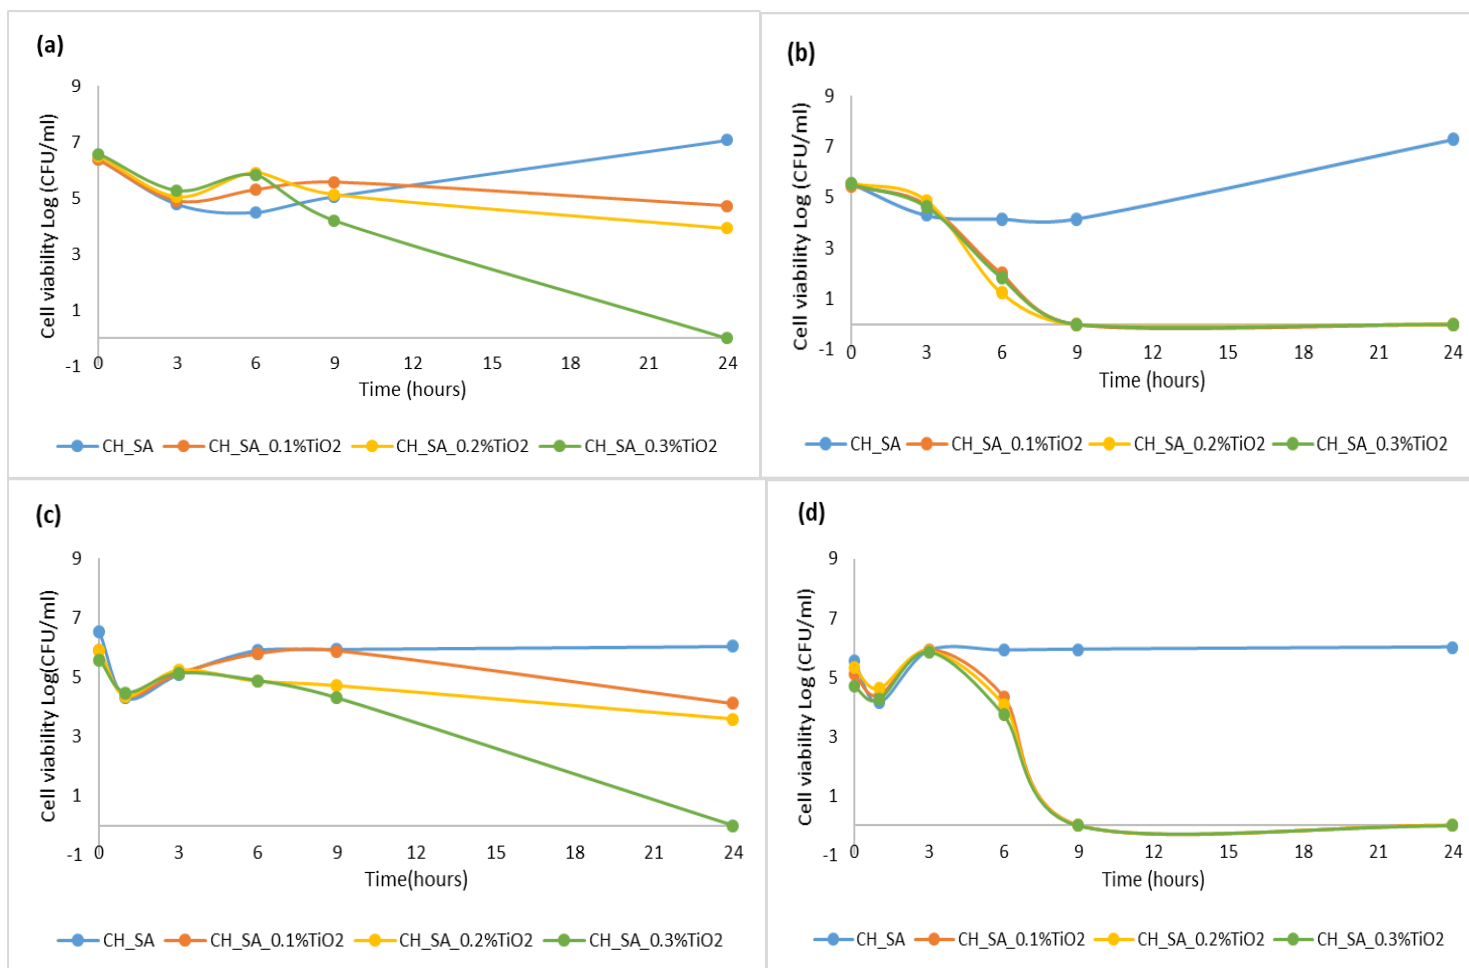 (a)
9
7
5
3
1
-1
Cell viability Log (CFU/ml)
0 3 6 9 12 15 18 21 24
Time (hours)
CH_SA CH_SA_0.1%TiO2 CH_SA_0.2%TiO2 CH_SA_0.3%TiO2
(b)
9
7
5
3
1
-1
Cell viability Log (CFU/ml)
0 3 6 9 12 15 18 21 24
Time (hours)
CH_SA CH_SA_0.1%TiO2 CH_SA_0.2%TiO2 CH_SA_0.3%TiO2
(c)
9
7
5
3
1
-1
Cell viability Log(CFU/ml)
0 3 6 9 12 15 18 21 24
Time(hours)
CH_SA CH_SA_0.1%TiO2 CH_SA_0.2%TiO2 CH_SA_0.3%TiO2
(d)
9
7
5
3
1
-1
Cell viability Log (CFU/ml)
0 3 6 9 12 15 18 21 24
Time (hours)
CH_SA CH_SA_0.1%TiO2 CH_SA_0.2%TiO2 CH_SA_0.3%TiO2